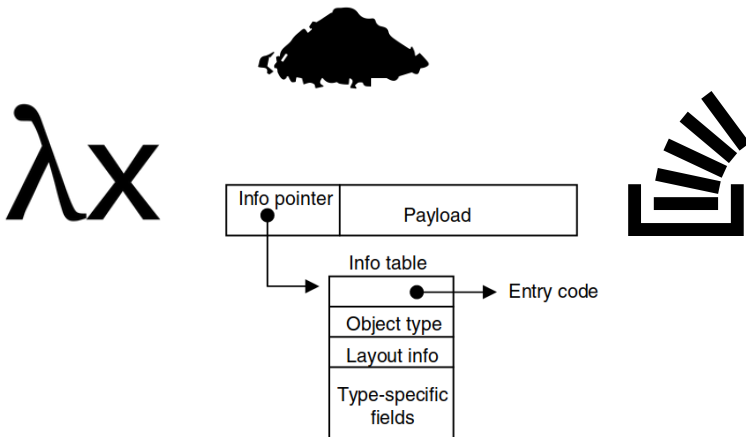 λx
Info pointer
Payload
Info table
Entry code
Object type
Layout info
Type-specific
fields